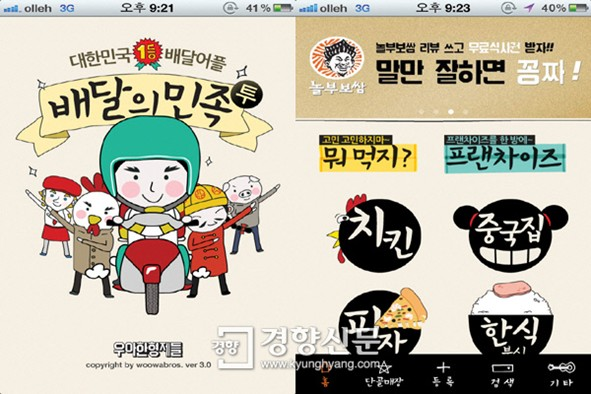 olleh 3G 오후 9:21 41%
대한민국 1등 배달어플
배달의민족 투
우아한형제들
copyright by woowabros. ver 3.0
olleh 3G 오후 9:23 40%
놀부보쌈 리뷰 쓰고 무료식사권 받자!!
말만 잘하면 꽁짜!
놀부보쌈
고민 고민하지마~
뭐 먹지?
프랜차이즈를 한 방에~
프랜차이즈
치킨
중국집
피자
한식
분식
홈 단골매장 등록 검색 기타
경향 경향신문
www.kyunghyang.com